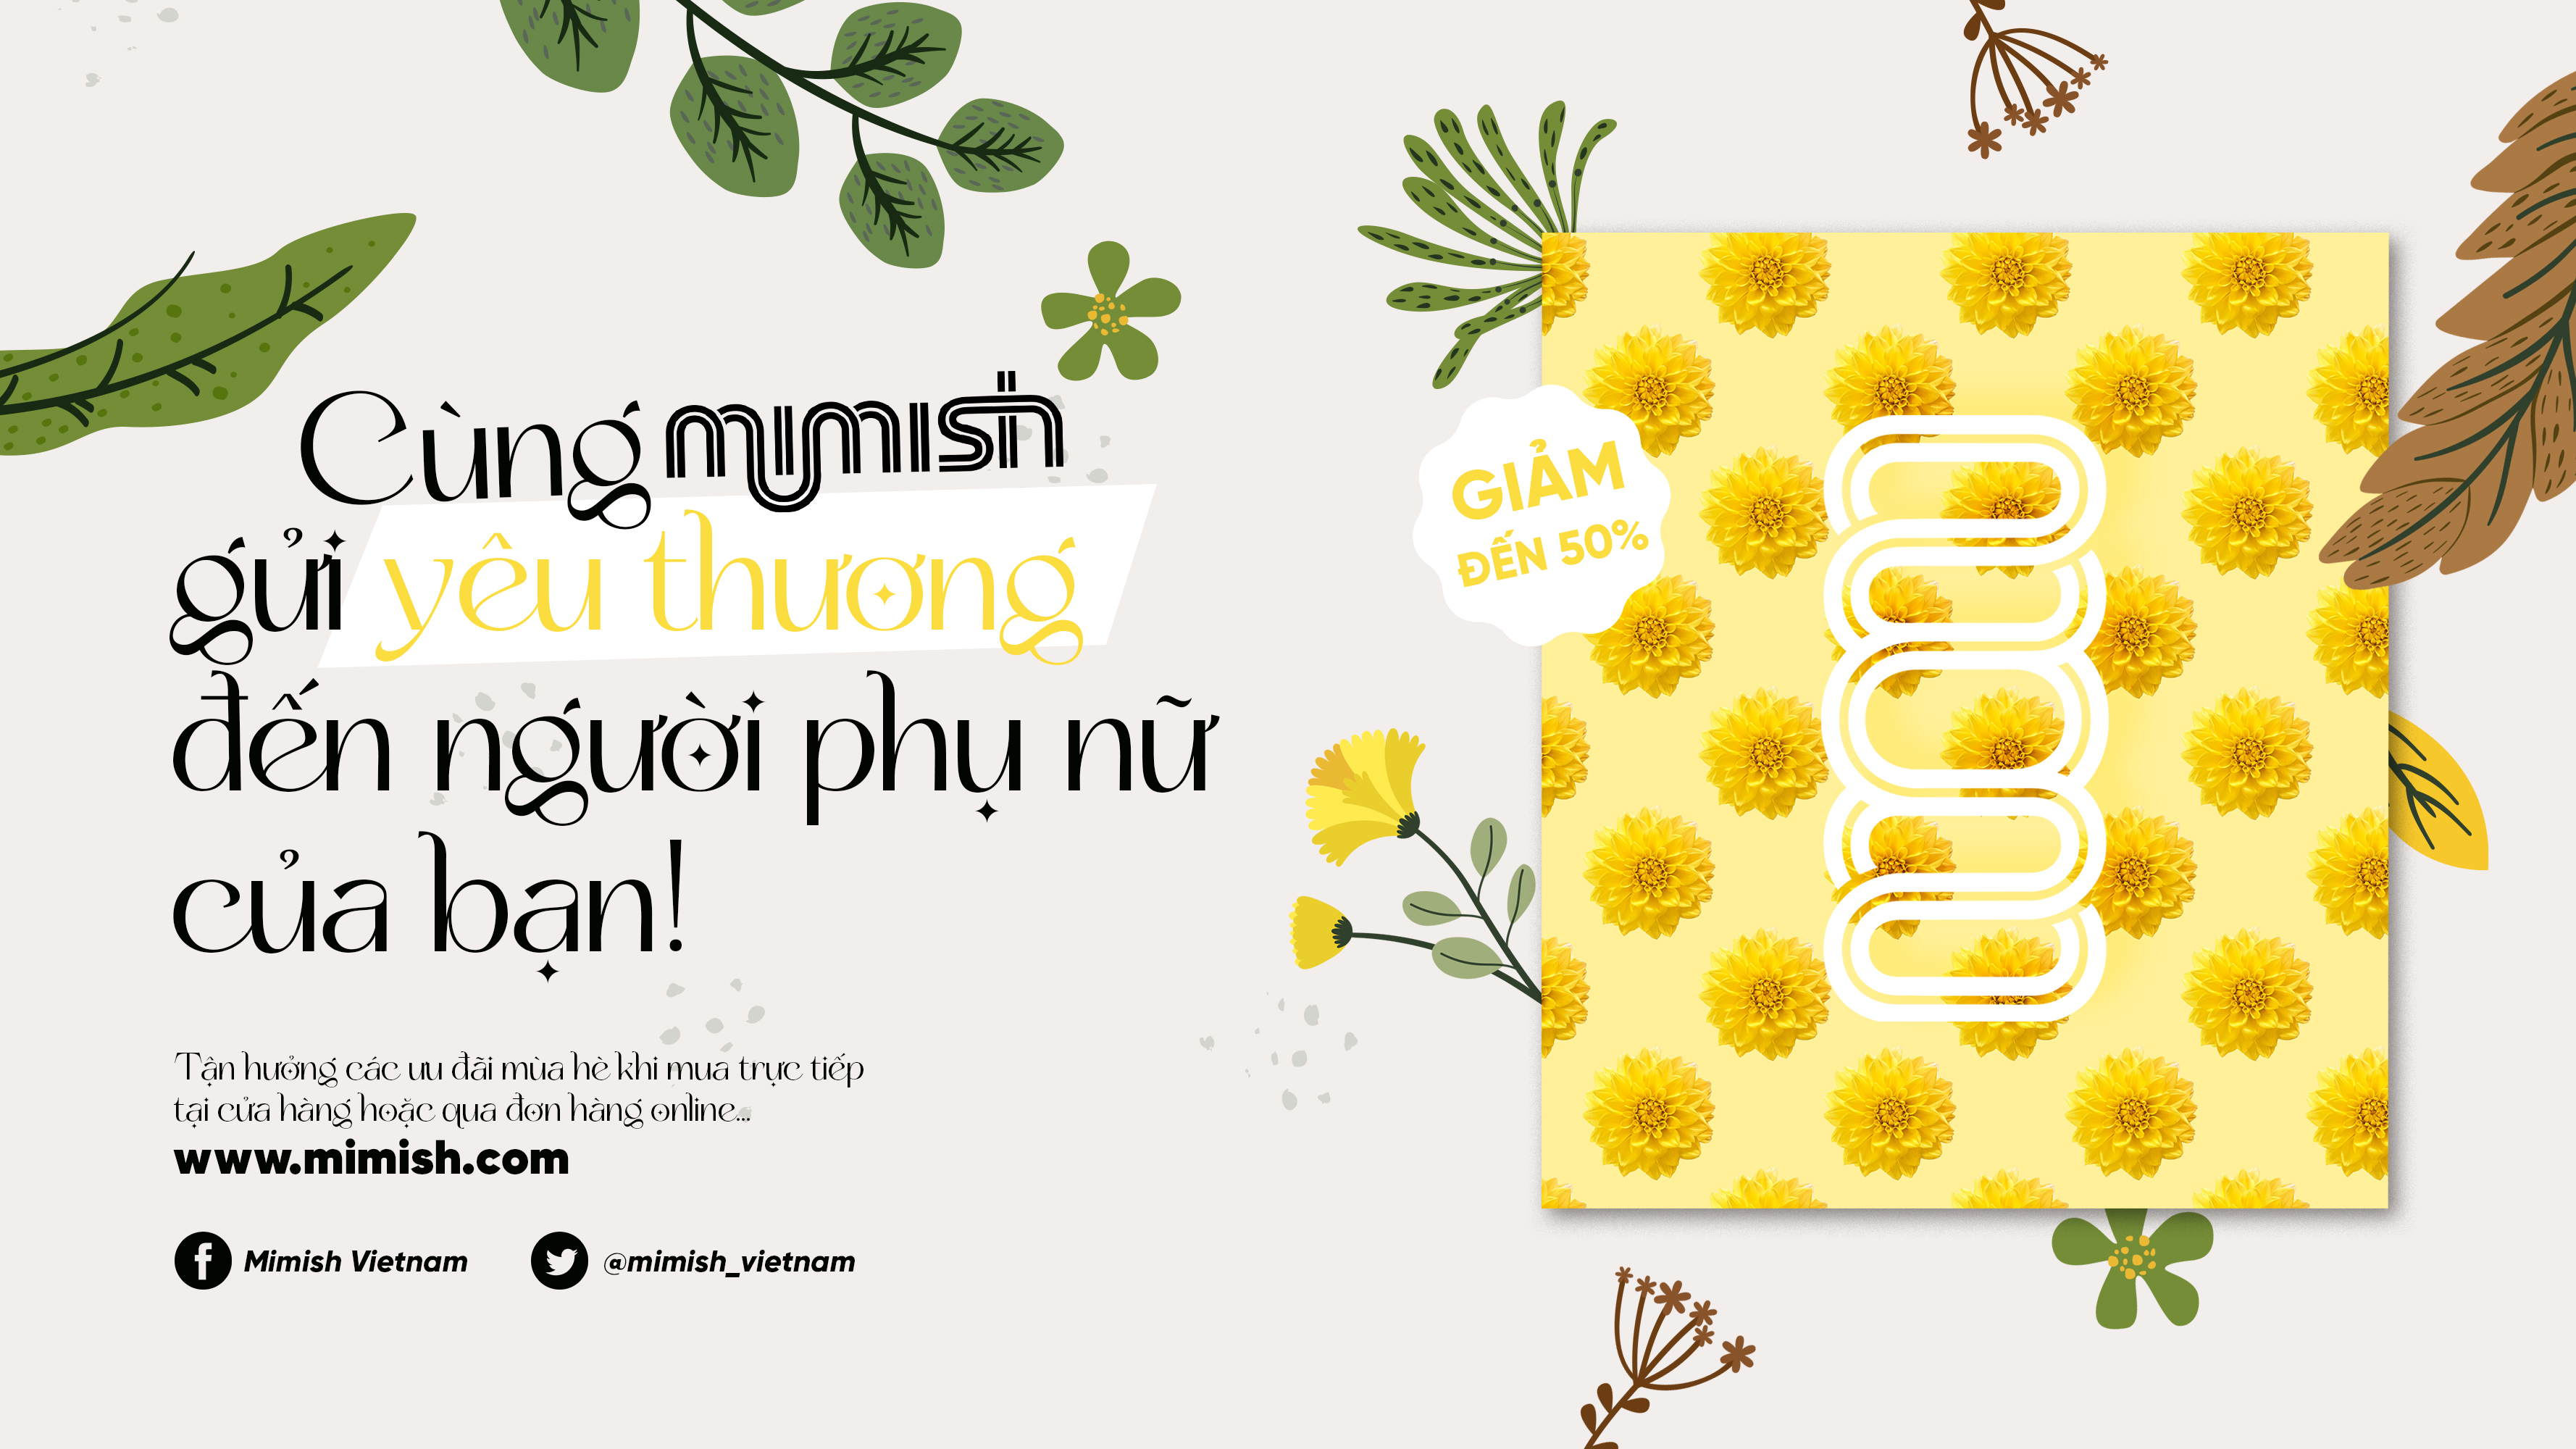 Cùng mimish
gửi yêu thương
đến người phụ nữ
của bạn!
Tận hưởng các ưu đãi mùa hè khi mua trực tiếp
tại cửa hàng hoặc qua đơn hàng online...
www.mimish.com
Mimish Vietnam
@mimish_vietnam
GIẢM
ĐẾN 50%